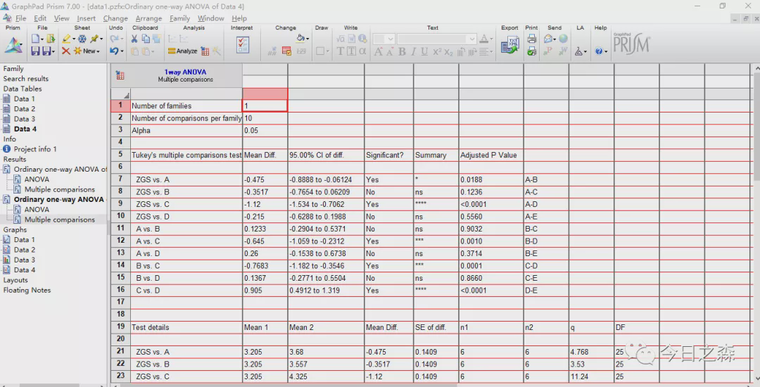 GraphPad Prism 7.00 - [data1.pzfx:Ordinary one-way ANOVA of Data 4]
File Edit View Insert Change Arrange Family Window Help
Prism File Sheet Undo Clipboard Analysis Interpret Change Draw Write Text Export Print Send LA Help
New Analyze PRISM
Family
Search results
Data Tables
Data 1
Data 2
Data 3
Data 4
Info
Project info 1
Results
Ordinary one-way ANOVA of
ANOVA
Multiple comparisons
Ordinary one-way ANOVA of
ANOVA
Multiple comparisons
Graphs
Data 1
Data 2
Data 3
Data 4
Layouts
Floating Notes
1way ANOVA
Multiple comparisons
1 Number of families 1
2 Number of comparisons per family 10
3 Alpha 0.05
4
5 Tukey's multiple comparisons test Mean Diff. 95.00% CI of diff. Significant? Summary Adjusted P Value
6
7 ZGS vs. A -0.475 -0.8888 to -0.06124 Yes * 0.0188 A-B
8 ZGS vs. B -0.3517 -0.7654 to 0.06209 No ns 0.1236 A-C
9 ZGS vs. C -1.12 -1.534 to -0.7062 Yes **** <0.0001 A-D
10 ZGS vs. D -0.215 -0.6288 to 0.1988 No ns 0.5560 A-E
11 A vs. B 0.1233 -0.2904 to 0.5371 No ns 0.9032 B-C
12 A vs. C -0.645 -1.059 to -0.2312 Yes *** 0.0010 B-D
13 A vs. D 0.26 -0.1538 to 0.6738 No ns 0.3714 B-E
14 B vs. C -0.7683 -1.182 to -0.3546 Yes *** 0.0001 C-D
15 B vs. D 0.1367 -0.2771 to 0.5504 No ns 0.8660 C-E
16 C vs. D 0.905 0.4912 to 1.319 Yes **** <0.0001 D-E
17
18
19 Test details Mean 1 Mean 2 Mean Diff. SE of diff. n1 n2 q DF
20
21 ZGS vs. A 3.205 3.68 -0.475 0.1409 6 6 4.768 25
22 ZGS vs. B 3.205 3.557 -0.3517 0.1409 6 6 3.53 25
23 ZGS vs. C 3.205 4.325 -1.12 0.1409 6 6 11.24 25
今日之森